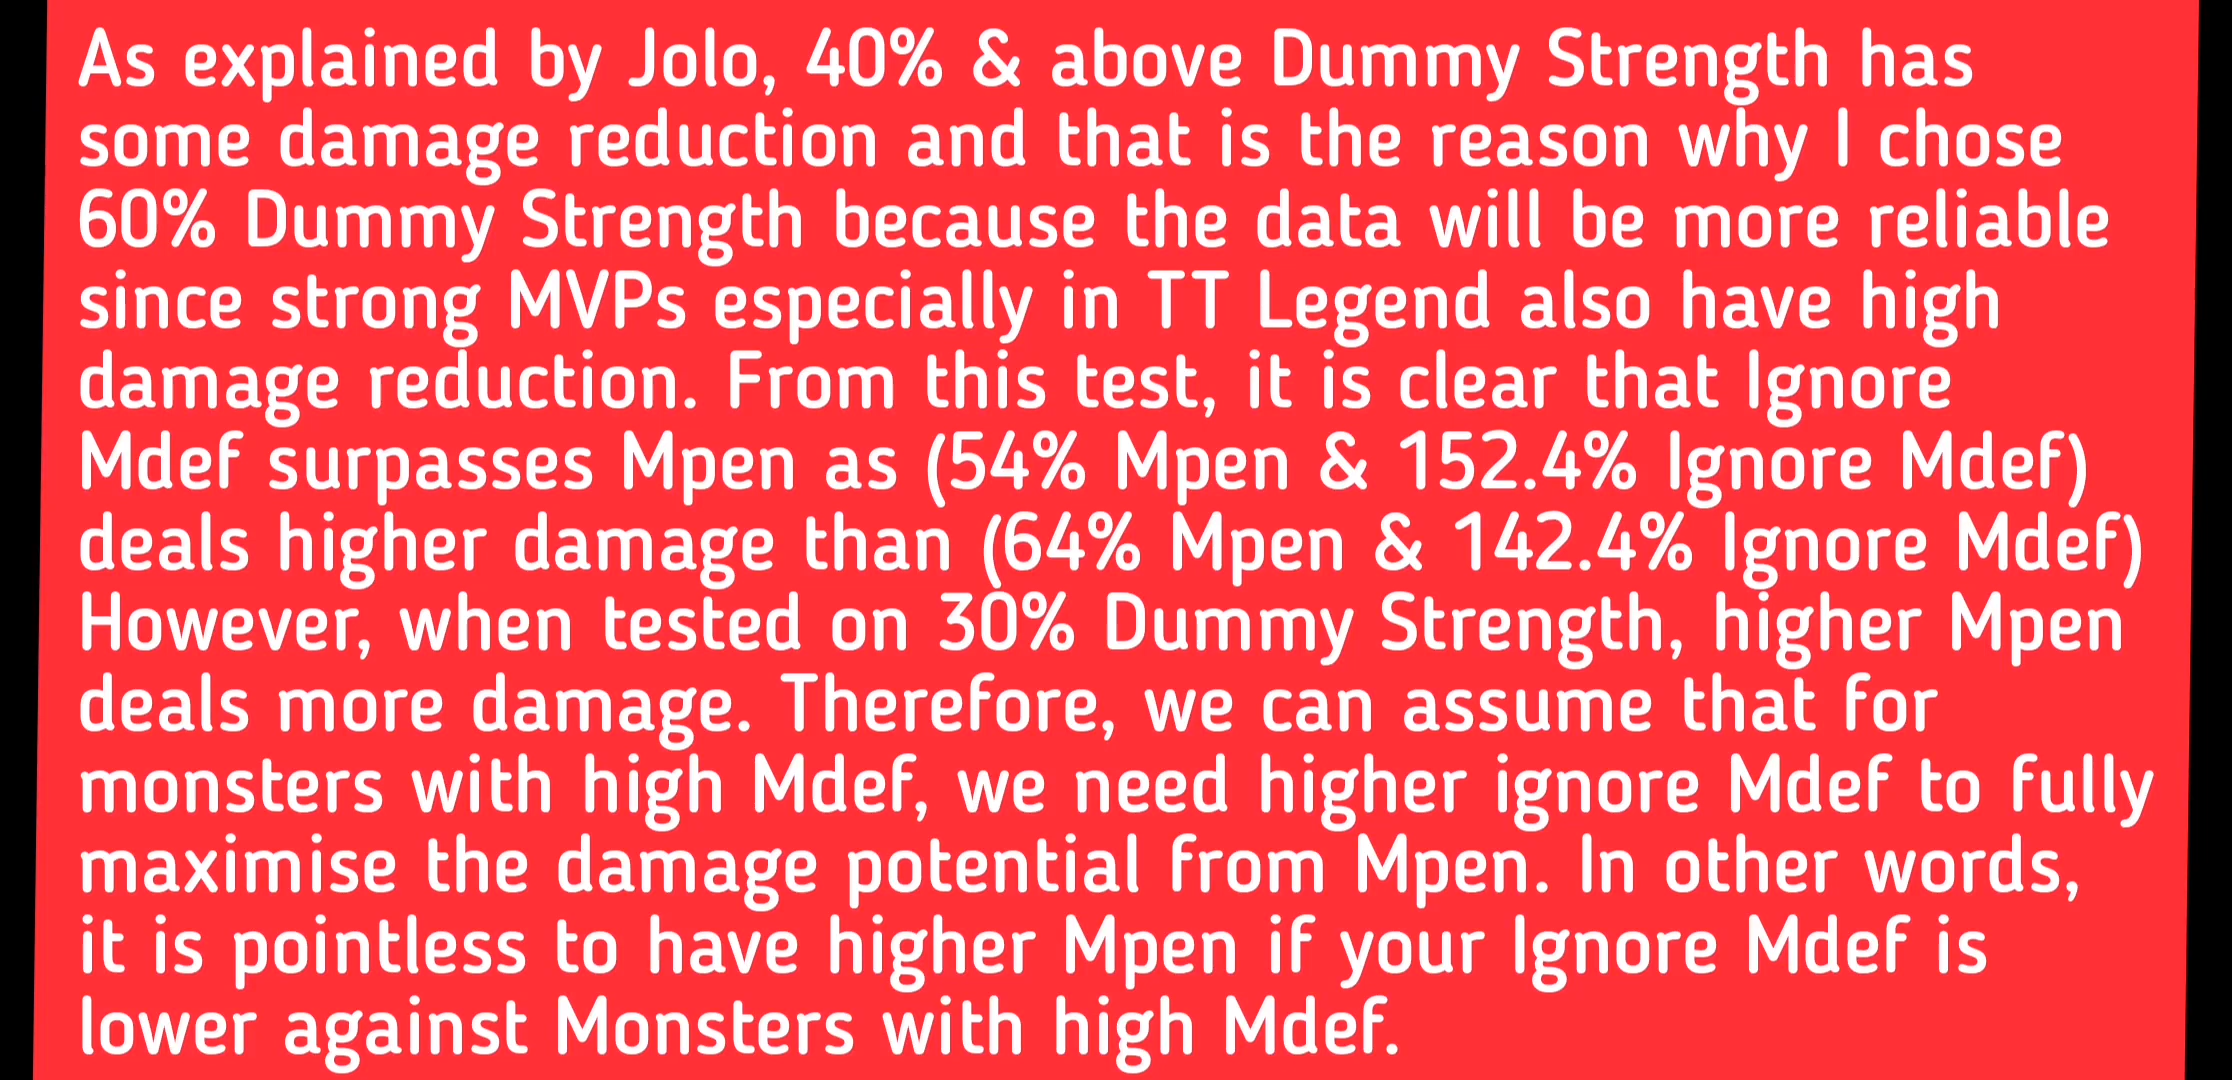 As explained by Jolo, 40% & above Dummy Strength has
some damage reduction and that is the reason why I chose
60% Dummy Strength because the data will be more reliable
since strong MVPs especially in TT Legend also have high
damage reduction. From this test, it is clear that Ignore
Mdef surpasses Mpen as (54% Mpen & 152.4% Ignore Mdef)
deals higher damage than (64% Mpen & 142.4% Ignore Mdef)
However, when tested on 30% Dummy Strength, higher Mpen
deals more damage. Therefore, we can assume that for
monsters with high Mdef, we need higher ignore Mdef to fully
maximise the damage potential from Mpen. In other words,
it is pointless to have higher Mpen if your Ignore Mdef is
lower against Monsters with high Mdef.